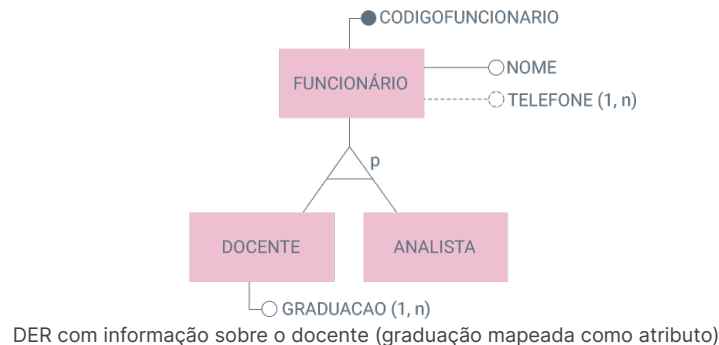 CODIGOFUNCIONARIO
FUNCIONÁRIO
NOME
TELEFONE (1, n)
p
DOCENTE
ANALISTA
GRADUACAO (1, n)
DER com informação sobre o docente (graduação mapeada como atributo)